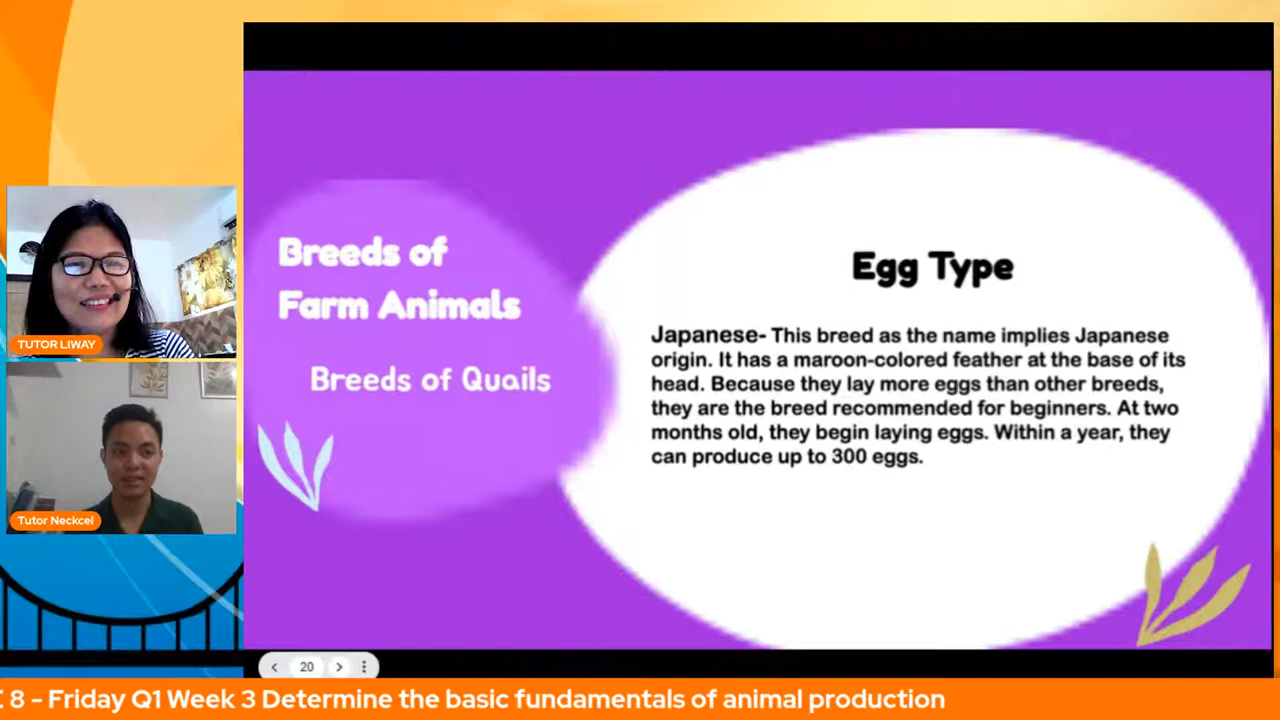 Breeds of
Farm Animals
Breeds of Quails
Egg Type
Japanese- This breed as the name implies Japanese
origin. It has a maroon-colored feather at the base of its
head. Because they lay more eggs than other breeds,
they are the breed recommended for beginners. At two
months old, they begin laying eggs. Within a year, they
can produce up to 300 eggs.
TUTOR LIWAY
Tutor Neckcel
20
8 - Friday Q1 Week 3 Determine the basic fundamentals of animal production